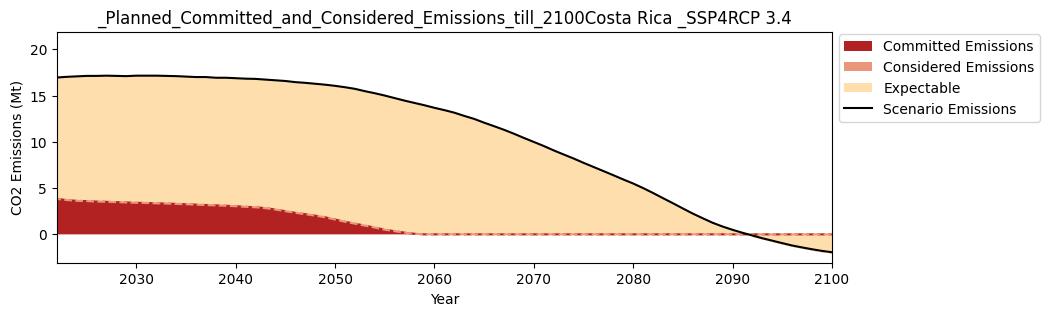 _Planned_Committed_and_Considered_Emissions_till_2100Costa Rica _SSP4RCP 3.4
20
15
10
5
0
CO2 Emissions (Mt)
2030 2040 2050 2060 2070 2080 2090 2100
Year
Committed Emissions
Considered Emissions
Expectable
Scenario Emissions